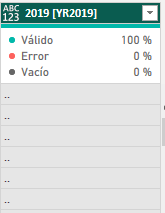 ABC
123 2019 [YR2019]
Válido 100 %
Error 0 %
Vacío 0 %
..
..
..
..
..
..